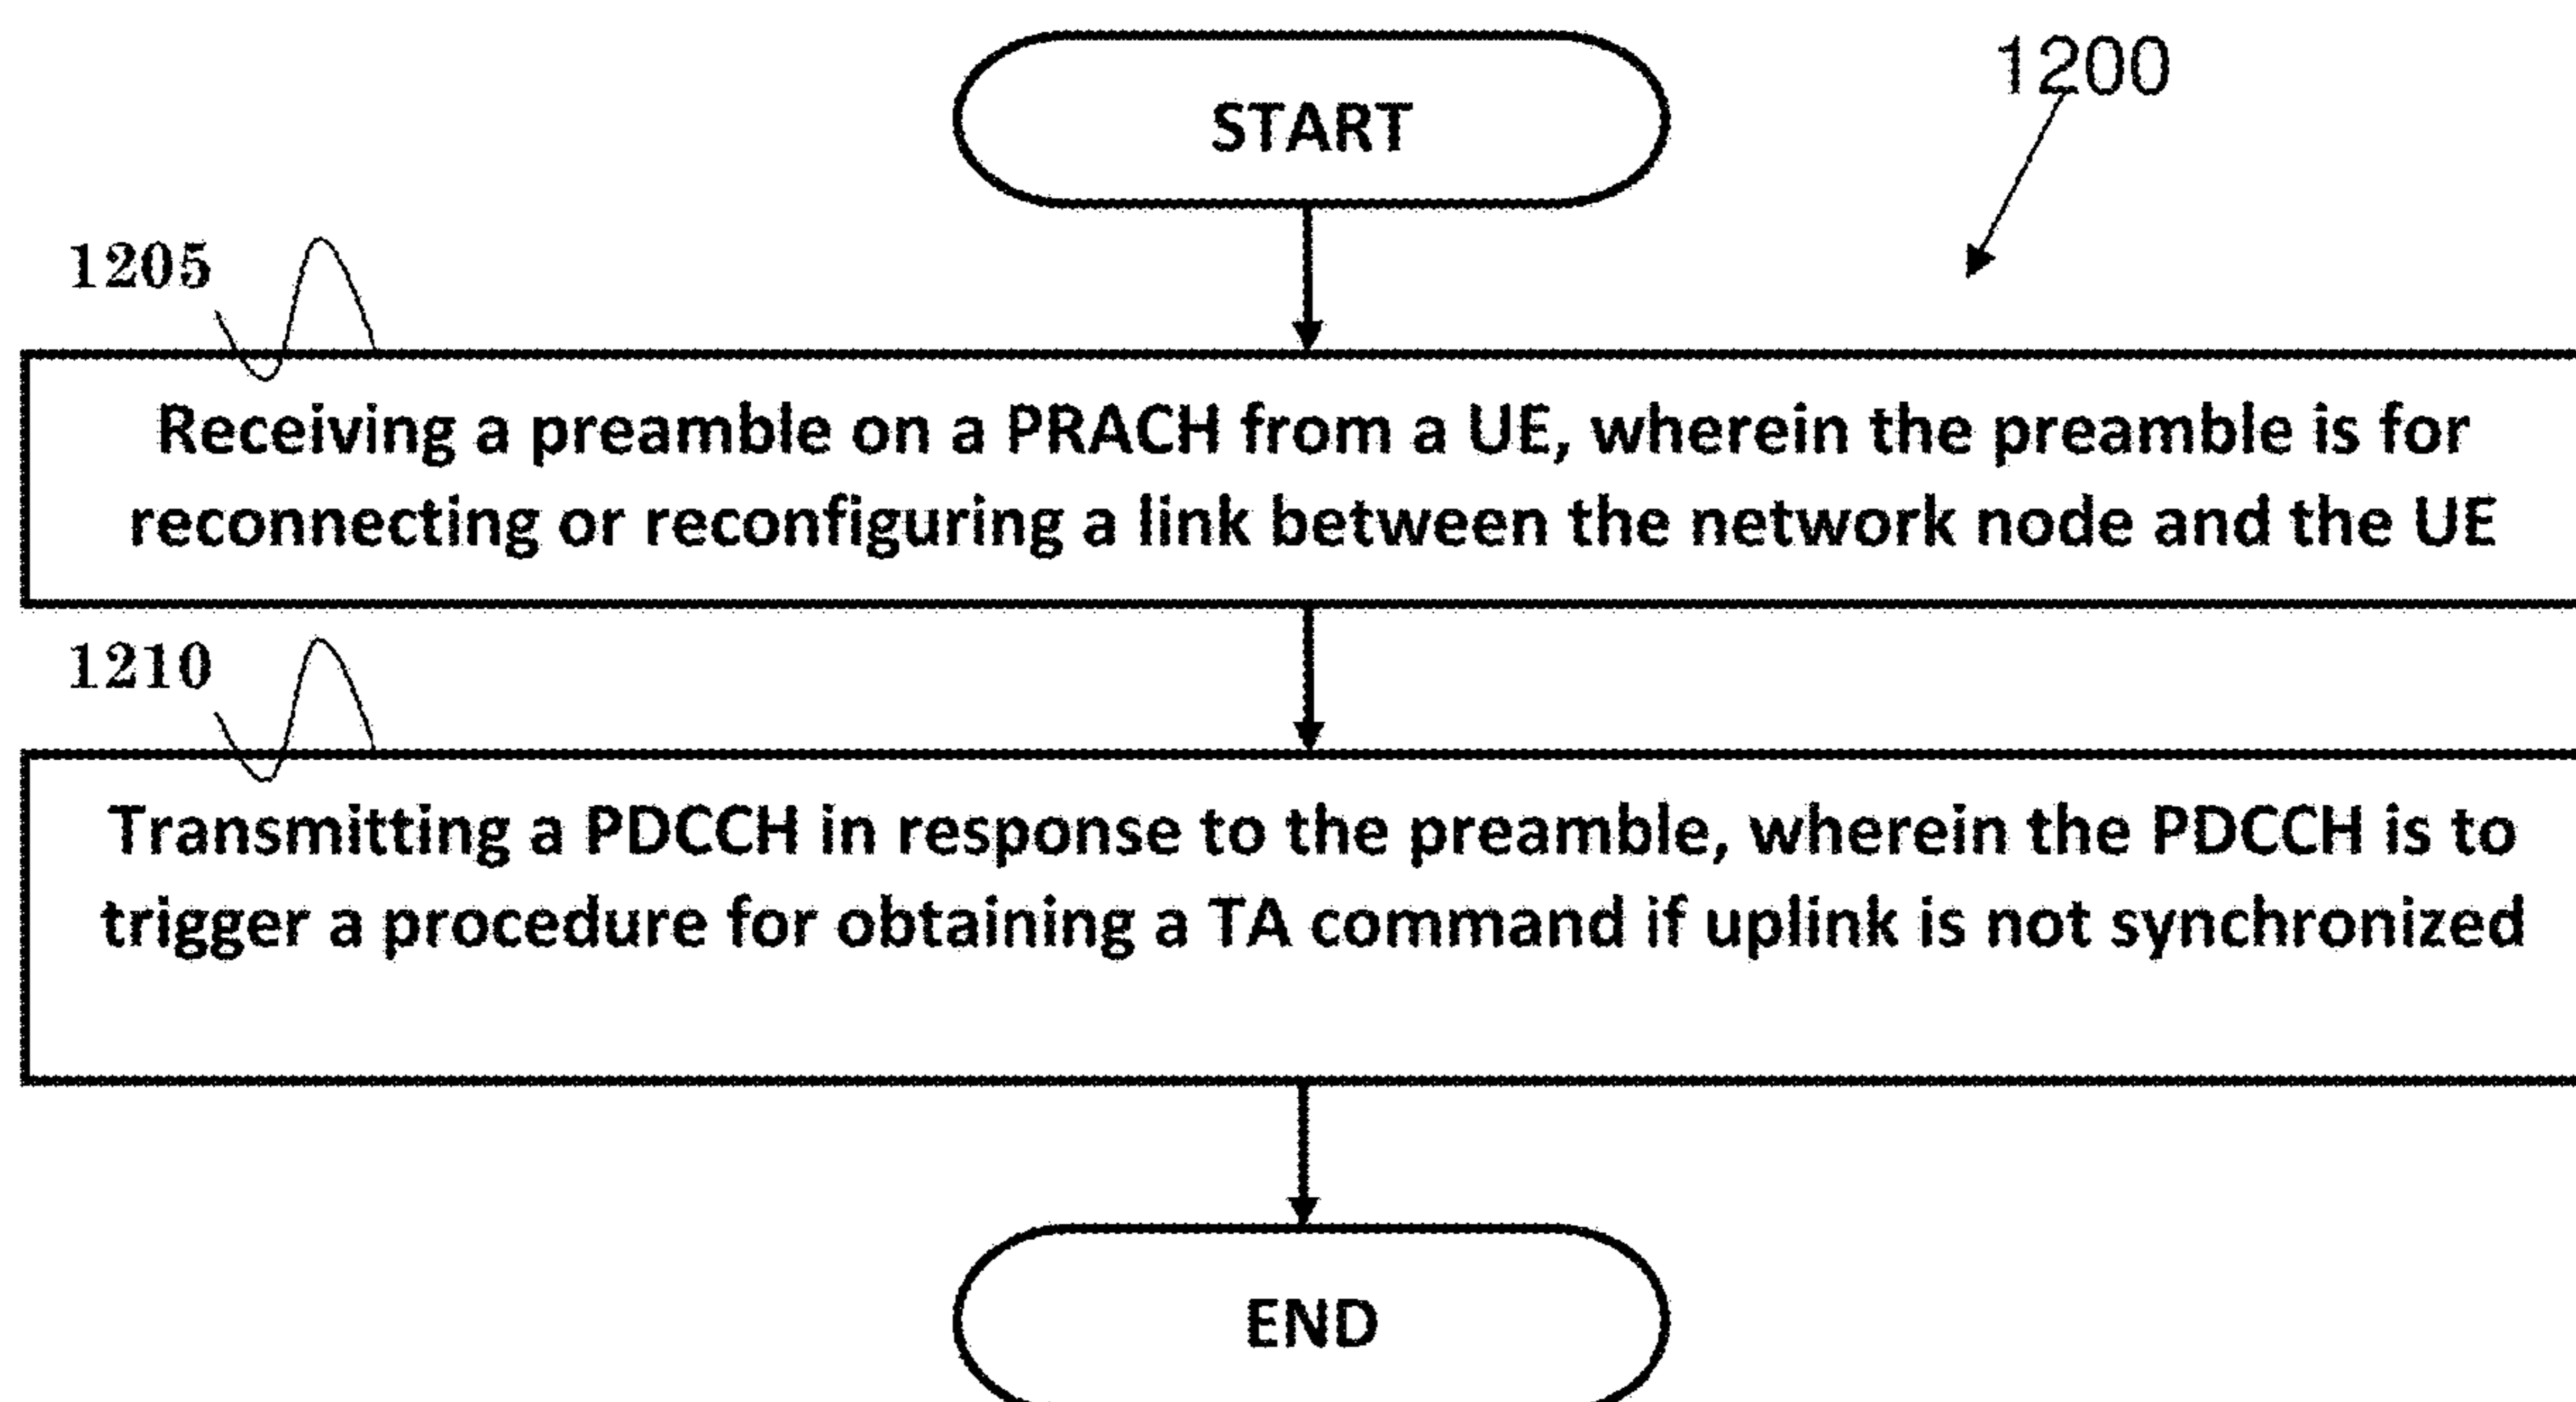 START
1200
1205
Receiving a preamble on a PRACH from a UE, wherein the preamble is for
reconnecting or reconfiguring a link between the network node and the UE
1210
Transmitting a PDCCH in response to the preamble, wherein the PDCCH is to
trigger a procedure for obtaining a TA command if uplink is not synchronized
END